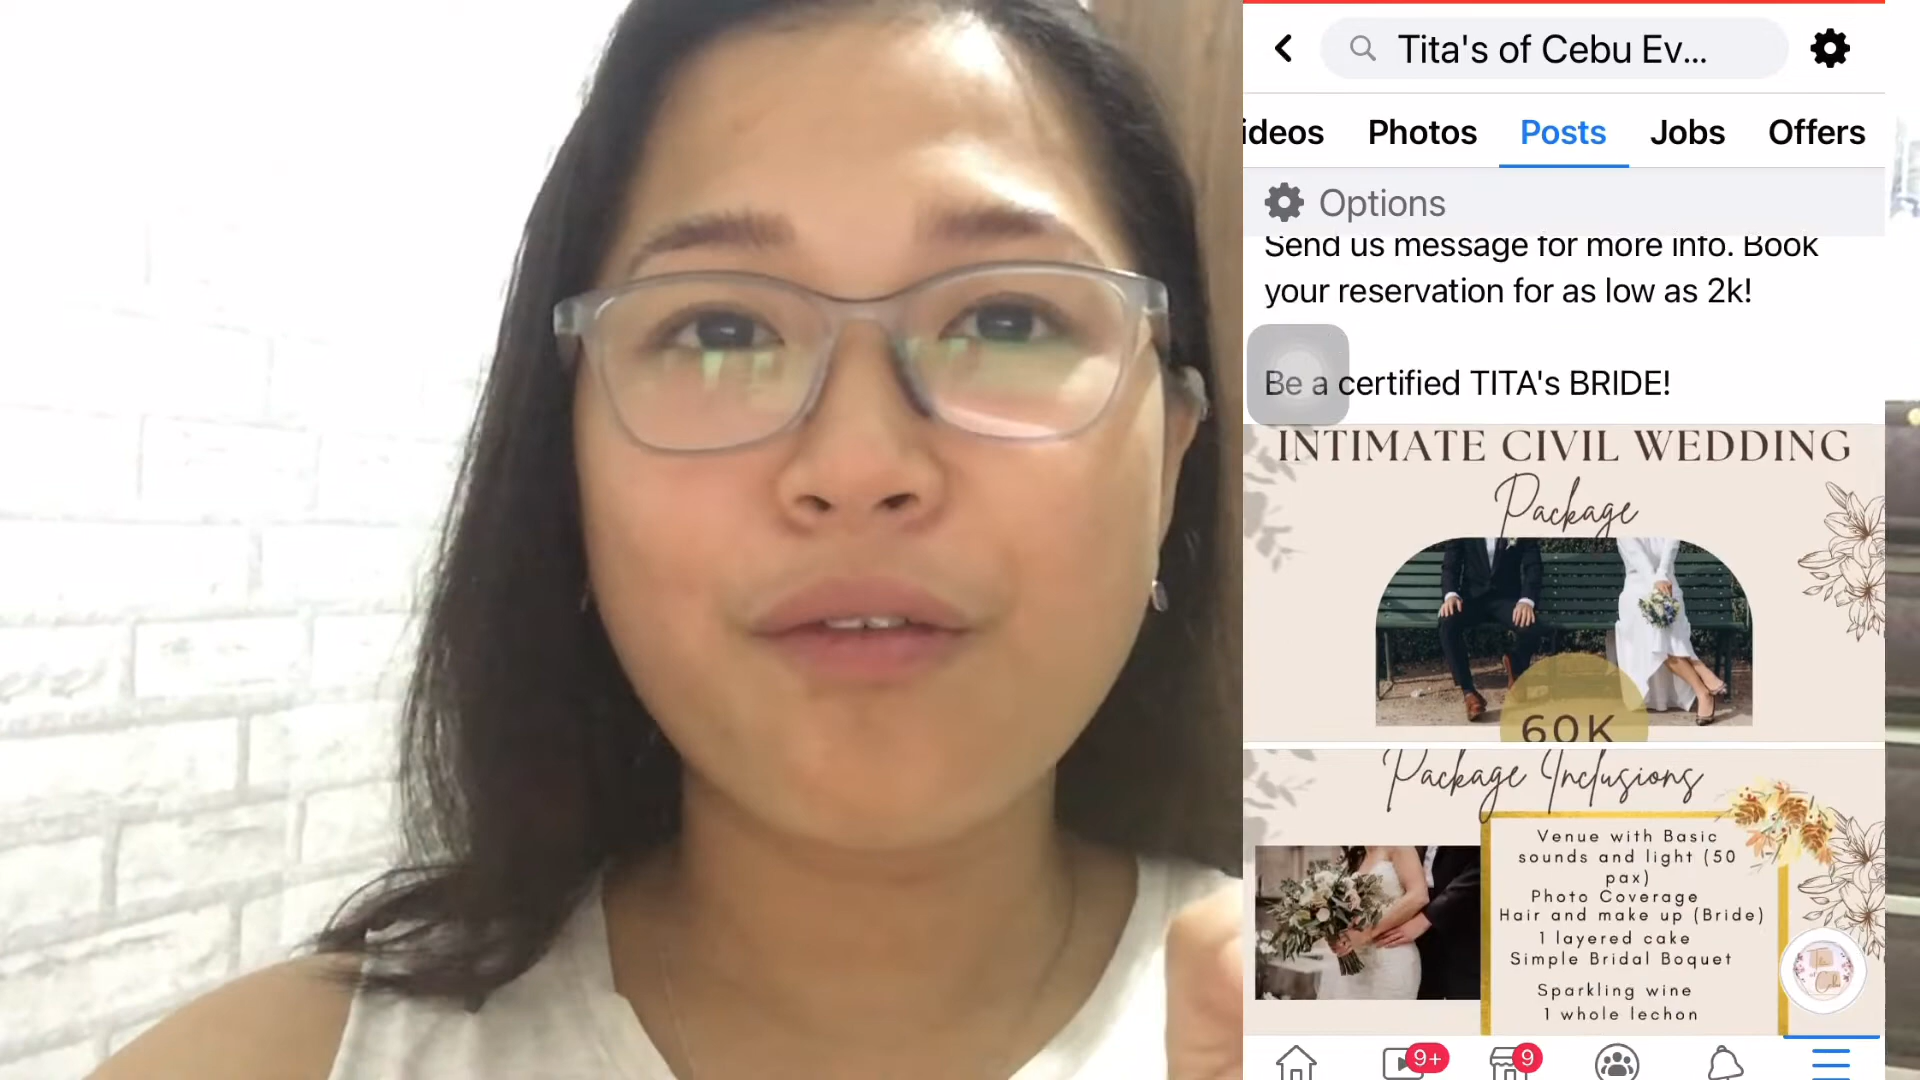 Tita's of Cebu Ev...
ideos Photos Posts Jobs Offers
Options
Send us message for more info. Book
your reservation for as low as 2k!
Be a certified TITA's BRIDE!
INTIMATE CIVIL WEDDING
Package
60K
Package Inclusions
Venue with Basic
sounds and light (50
pax)
Photo Coverage
Hair and make up (Bride)
1 layered cake
Simple Bridal Boquet
Sparkling wine
1 whole lechon
9+
9